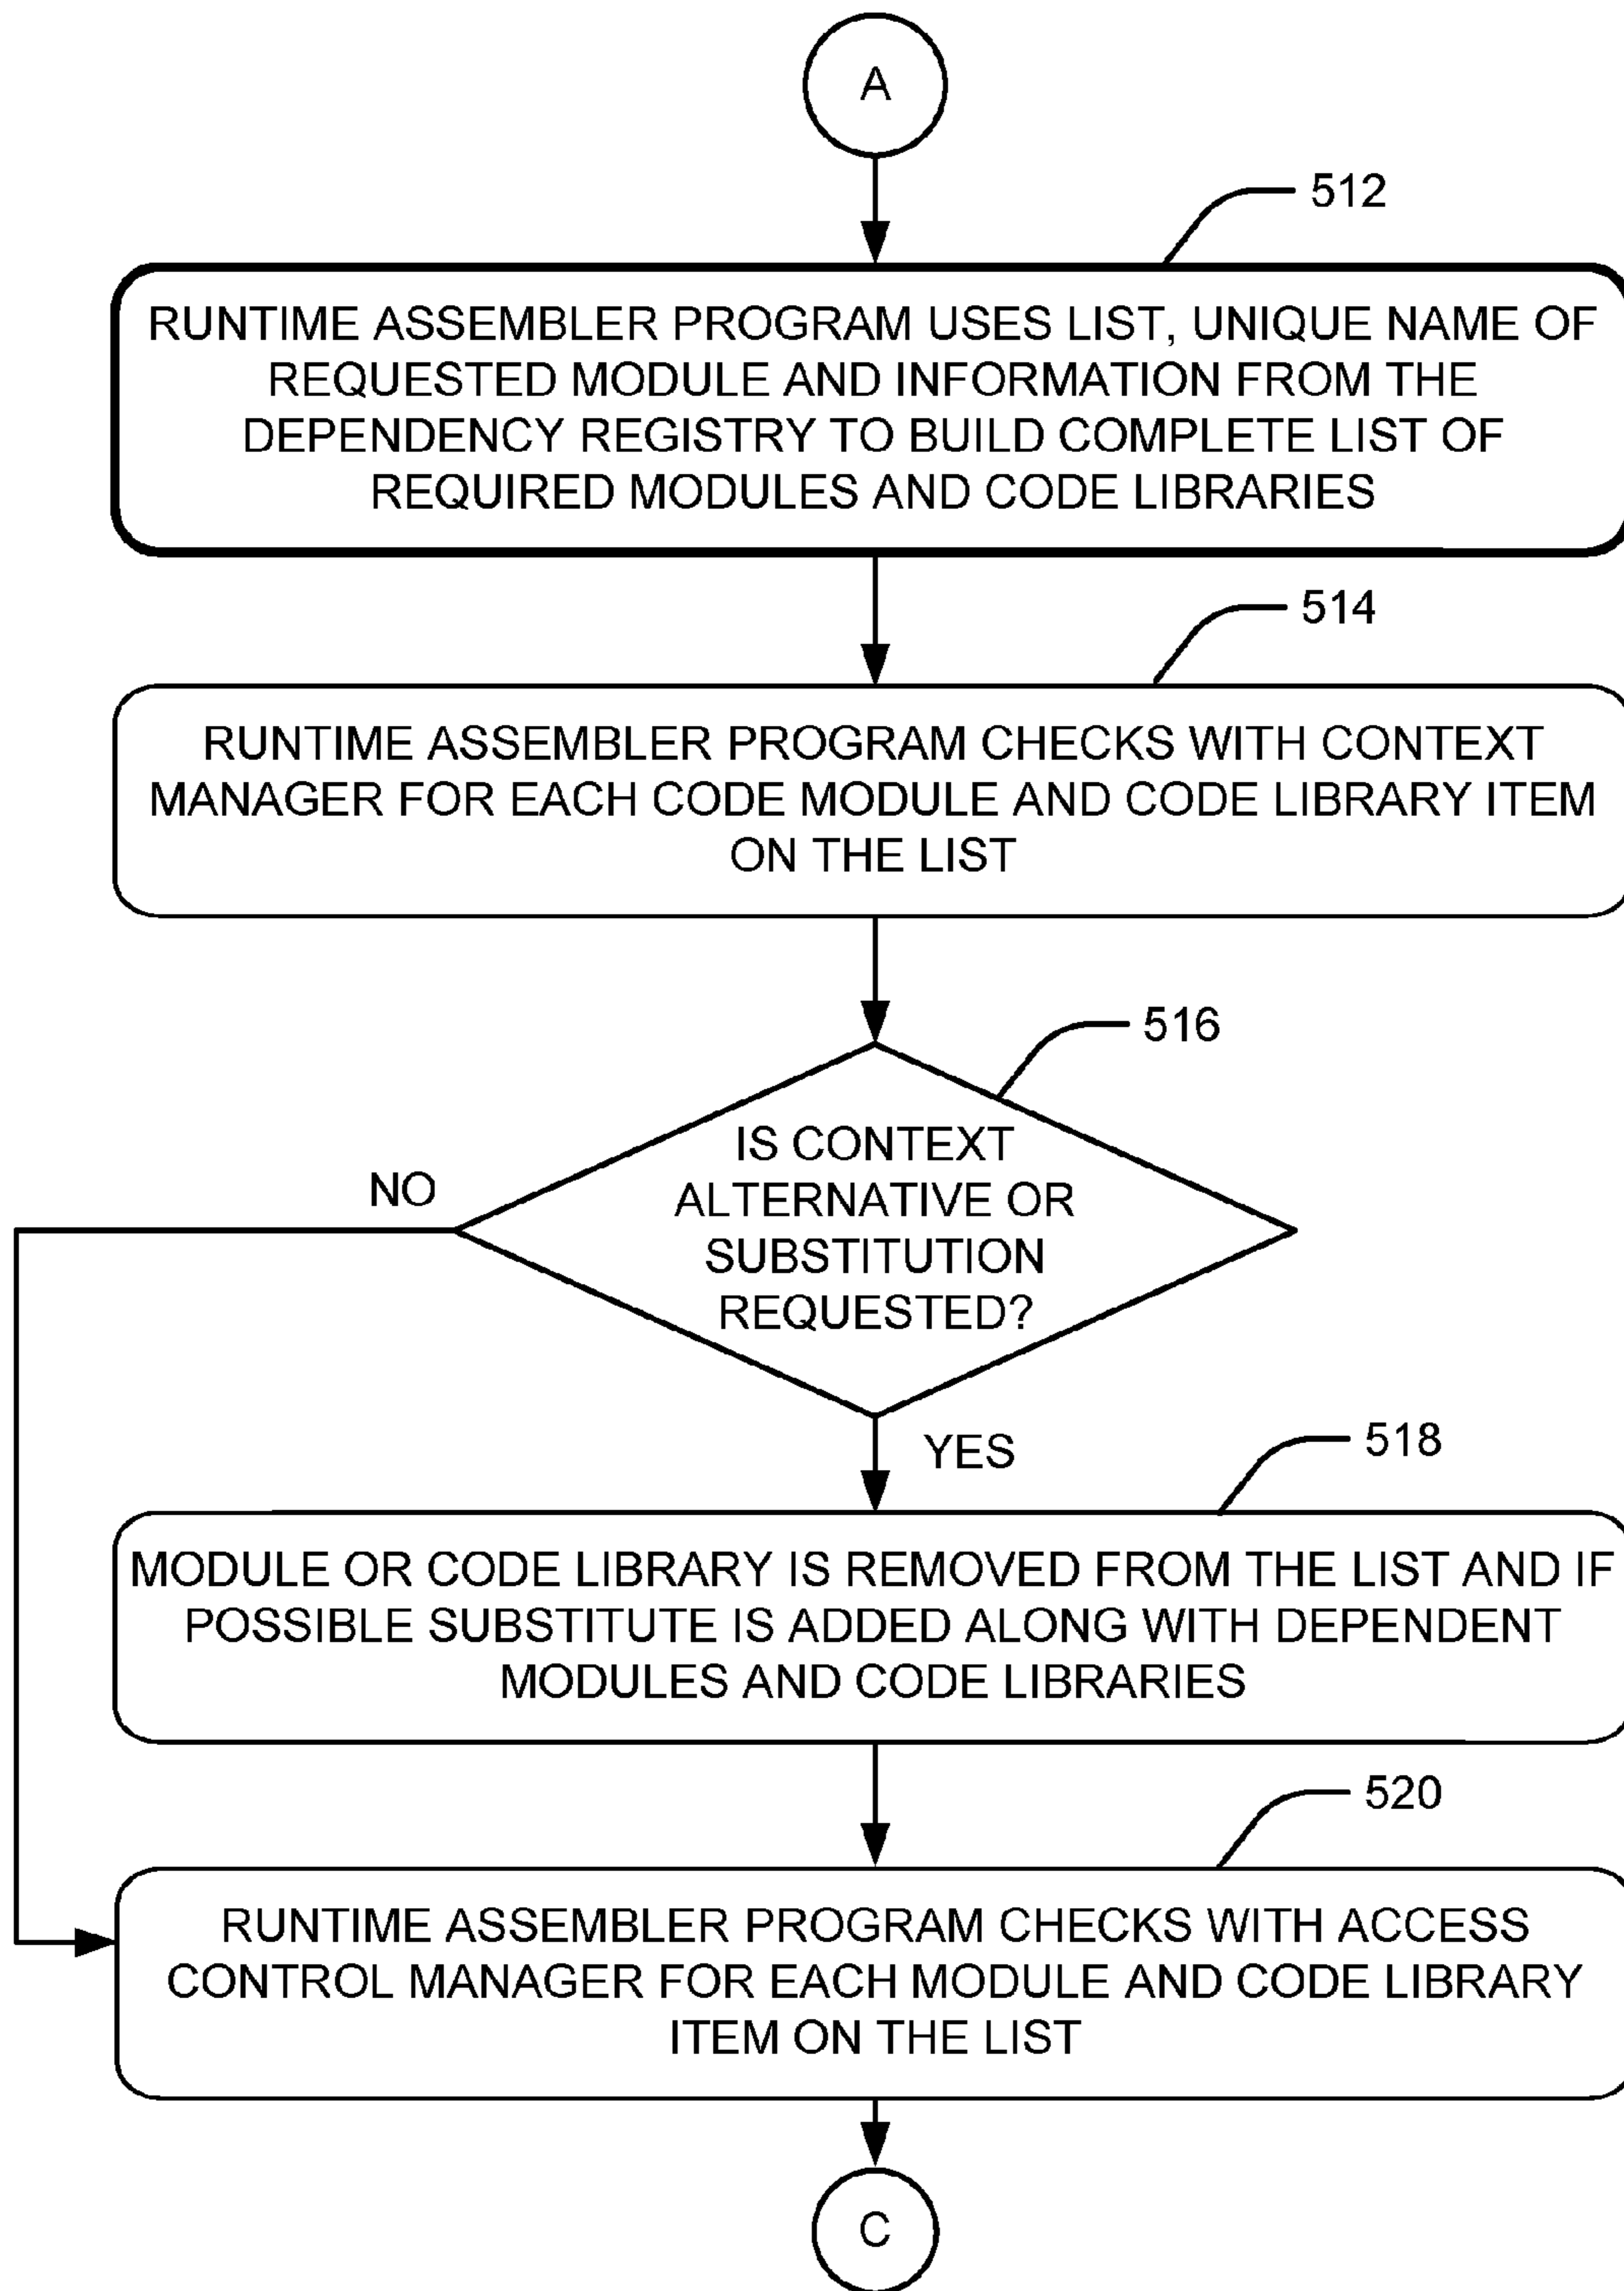 A
512
RUNTIME ASSEMBLER PROGRAM USES LIST, UNIQUE NAME OF
REQUESTED MODULE AND INFORMATION FROM THE
DEPENDENCY REGISTRY TO BUILD COMPLETE LIST OF
REQUIRED MODULES AND CODE LIBRARIES
514
RUNTIME ASSEMBLER PROGRAM CHECKS WITH CONTEXT
MANAGER FOR EACH CODE MODULE AND CODE LIBRARY ITEM
ON THE LIST
516
IS CONTEXT
ALTERNATIVE OR
SUBSTITUTION
REQUESTED?
NO
YES
518
MODULE OR CODE LIBRARY IS REMOVED FROM THE LIST AND IF
POSSIBLE SUBSTITUTE IS ADDED ALONG WITH DEPENDENT
MODULES AND CODE LIBRARIES
520
RUNTIME ASSEMBLER PROGRAM CHECKS WITH ACCESS
CONTROL MANAGER FOR EACH MODULE AND CODE LIBRARY
ITEM ON THE LIST
C